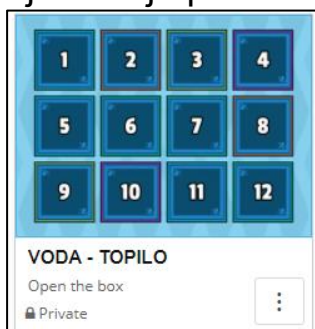 1 2 3 4
5 6 7 8
9 10 11 12
VODA - TOPILO
Open the box
Private